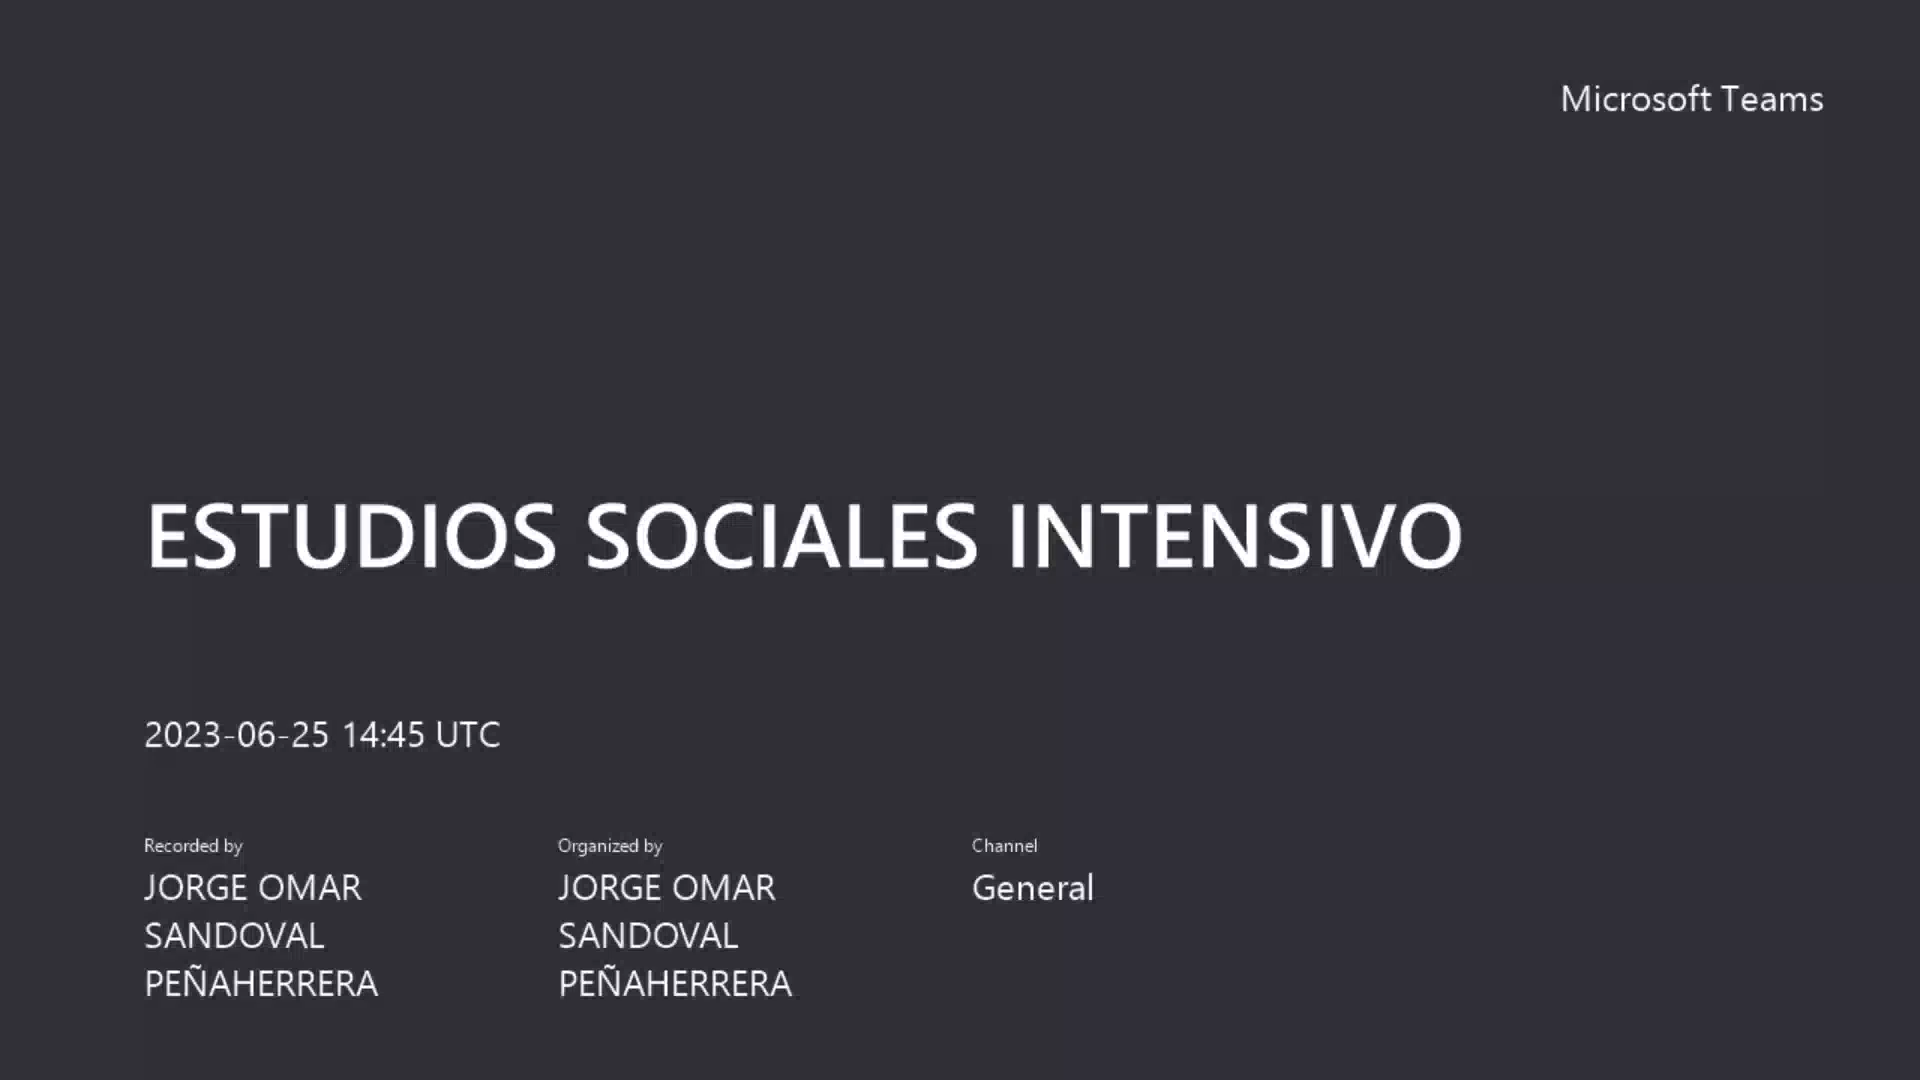 Microsoft Teams
ESTUDIOS SOCIALES INTENSIVO
2023-06-25 14:45 UTC
Recorded by
JORGE OMAR
SANDOVAL
PEÑAHERRERA
Organized by
JORGE OMAR
SANDOVAL
PEÑAHERRERA
Channel
General